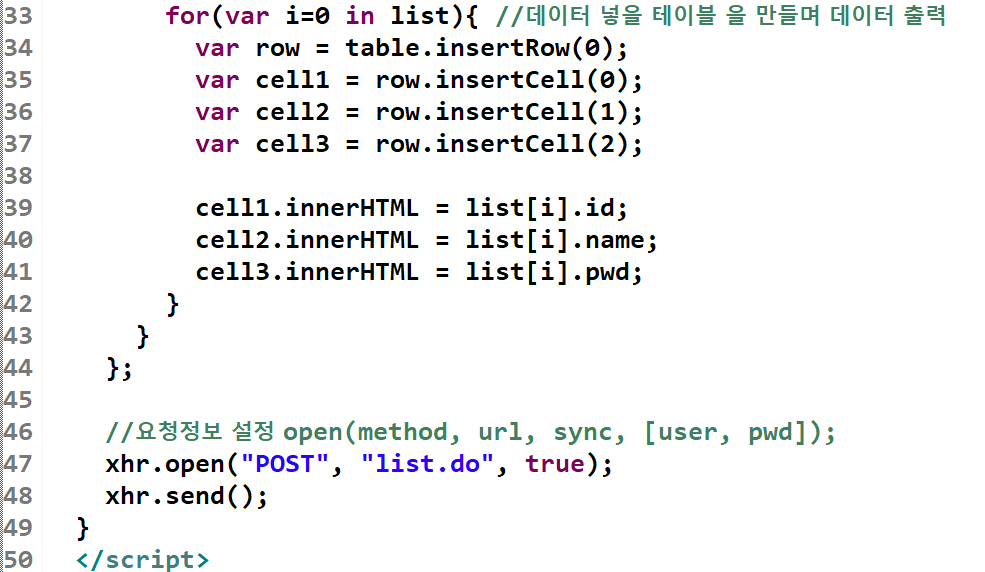 33 for(var i=0 in list){ //데이터 넣을 테이블 을 만들며 데이터 출력
34 var row = table.insertRow(0);
35 var cell1 = row.insertCell(0);
36 var cell2 = row.insertCell(1);
37 var cell3 = row.insertCell(2);
38
39 cell1.innerHTML = list[i].id;
40 cell2.innerHTML = list[i].name;
41 cell3.innerHTML = list[i].pwd;
42 }
43 }
44 };
45
46 //요청정보 설정 open(method, url, sync, [user, pwd]);
47 xhr.open("POST", "list.do", true);
48 xhr.send();
49 }
50 </script>